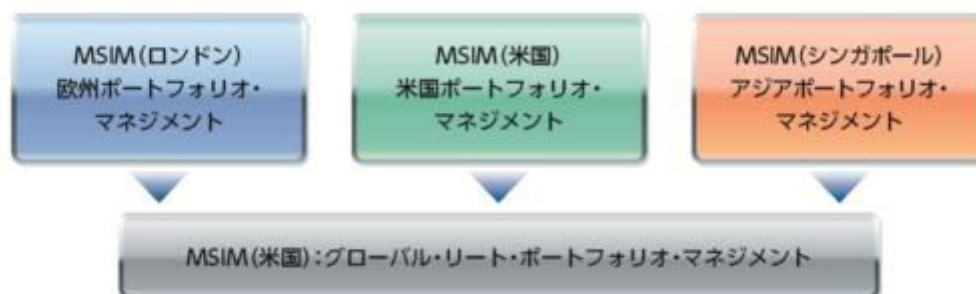 MSIM(ロンドン)
欧州ポートフォリオ・
マネジメント
MSIM(米国)
米国ポートフォリオ・
マネジメント
MSIM(シンガポール)
アジアポートフォリオ・
マネジメント
MSIM(米国):グローバル・リート・ポートフォリオ・マネジメント